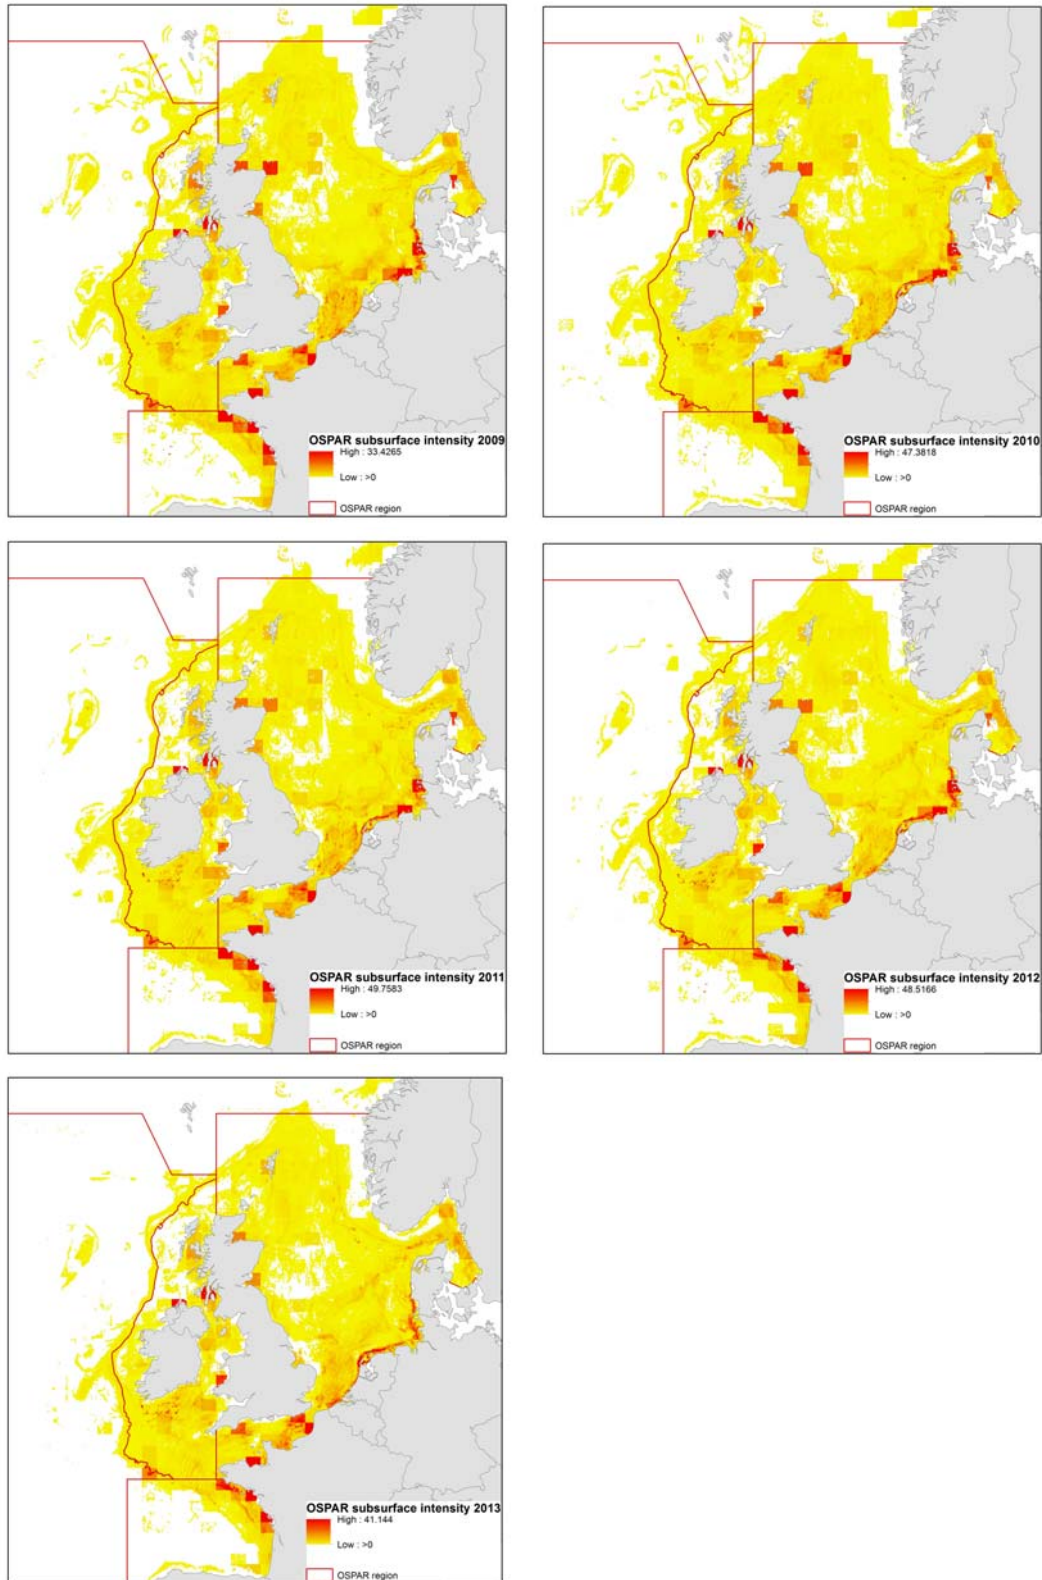 OSPAR subsurface intensity 2009
High : 33.4265
Low : >0
OSPAR region
OSPAR subsurface intensity 2010
High : 47.3818
Low : >0
OSPAR region
OSPAR subsurface intensity 2011
High : 49.7583
Low : >0
OSPAR region
OSPAR subsurface intensity 2012
High : 48.5166
Low : >0
OSPAR region
OSPAR subsurface intensity 2013
High : 41.144
Low : >0
OSPAR region